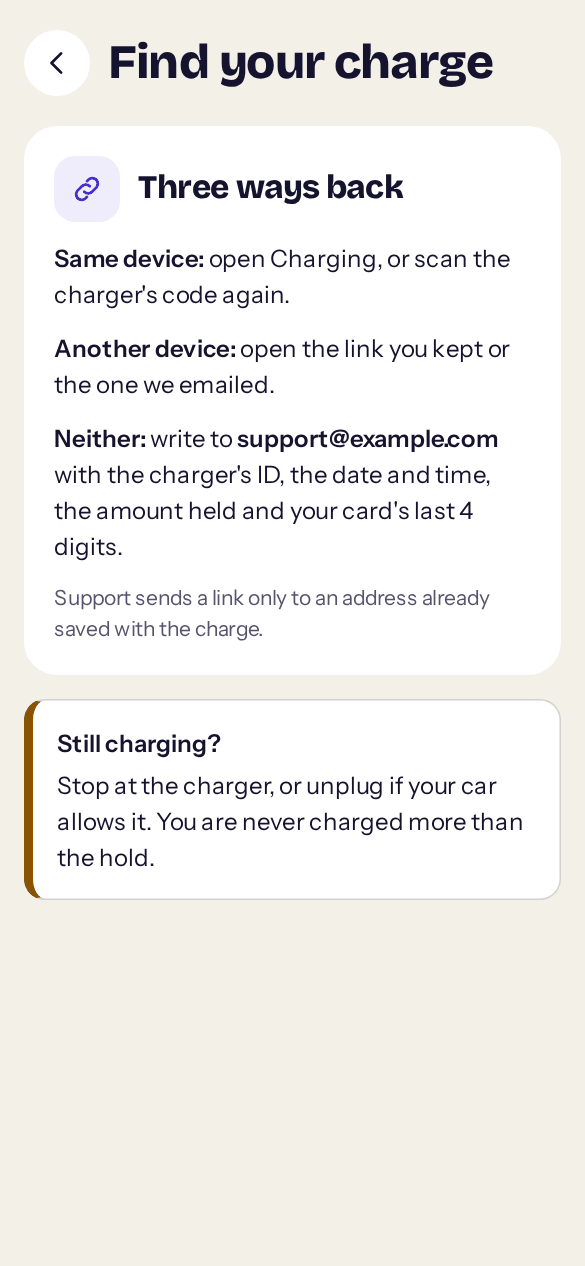 Find your charge
Three ways back
Same device: open Charging, or scan the
charger's code again.
Another device: open the link you kept or
the one we emailed.
Neither: write to support@example.com
with the charger's ID, the date and time,
the amount held and your card's last 4
digits.
Support sends a link only to an address already
saved with the charge.
Still charging?
Stop at the charger, or unplug if your car
allows it. You are never charged more than
the hold.